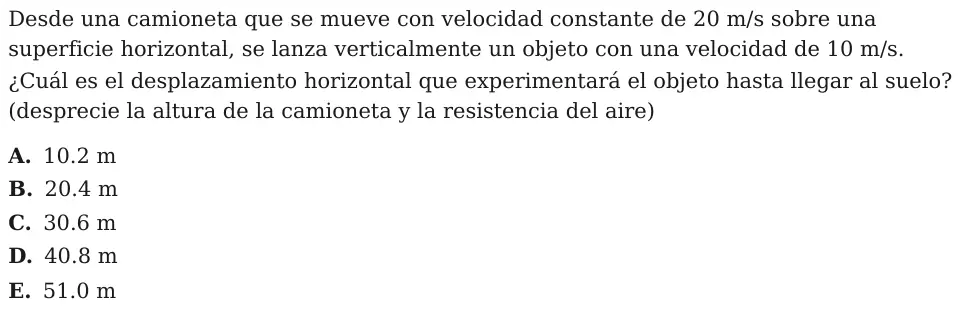 Desde una camioneta que se mueve con velocidad constante de 20 m/s sobre una
superficie horizontal, se lanza verticalmente un objeto con una velocidad de 10 m/s.
¿Cuál es el desplazamiento horizontal que experimentará el objeto hasta llegar al suelo?
(desprecie la altura de la camioneta y la resistencia del aire)
A. 10.2 m
B. 20.4 m
C. 30.6 m
D. 40.8 m
E. 51.0 m